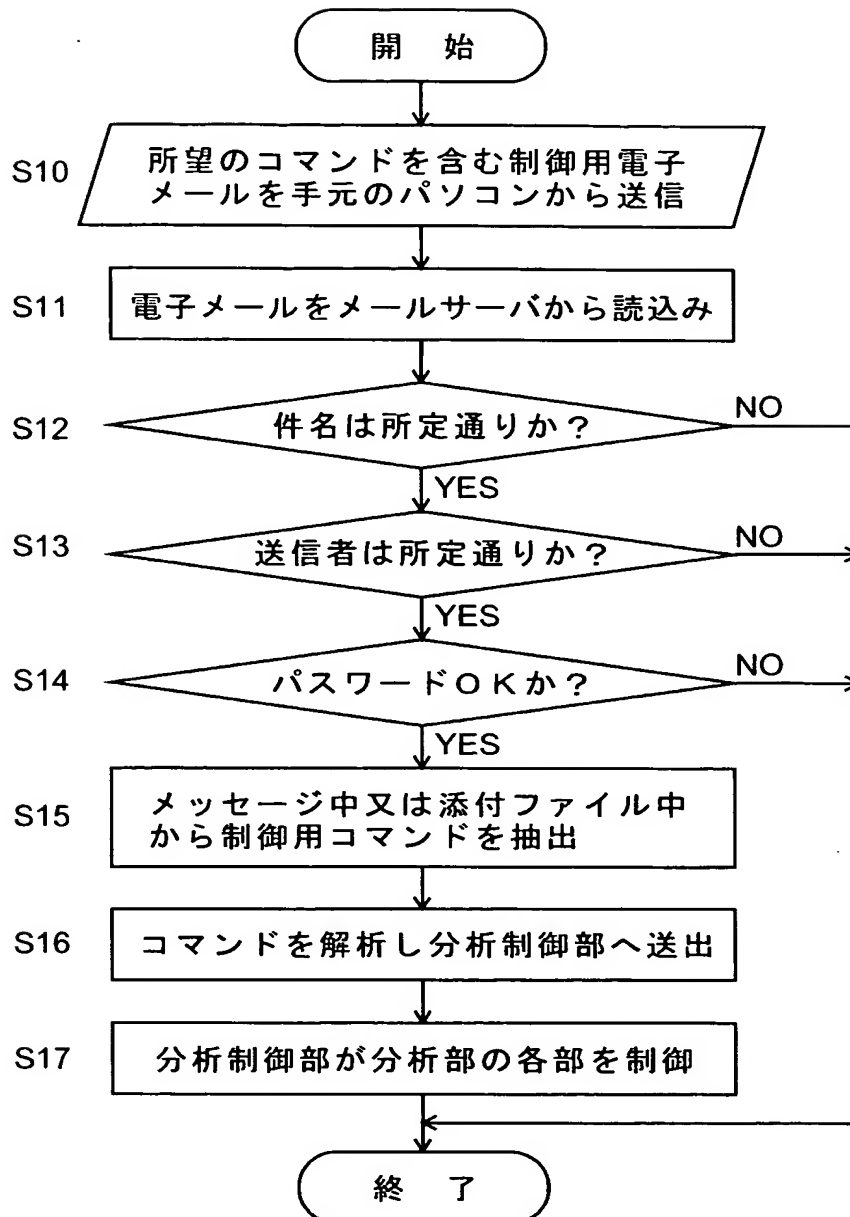 開 始
S10
所望のコマンドを含む制御用電子
メールを手元のパソコンから送信
S11
電子メールをメールサーバから読込み
S12
件名は所定通りか？
NO
YES
S13
送信者は所定通りか？
NO
YES
S14
パスワードOKか？
NO
YES
S15
メッセージ中又は添付ファイル中
から制御用コマンドを抽出
S16
コマンドを解析し分析制御部へ送出
S17
分析制御部が分析部の各部を制御
終 了